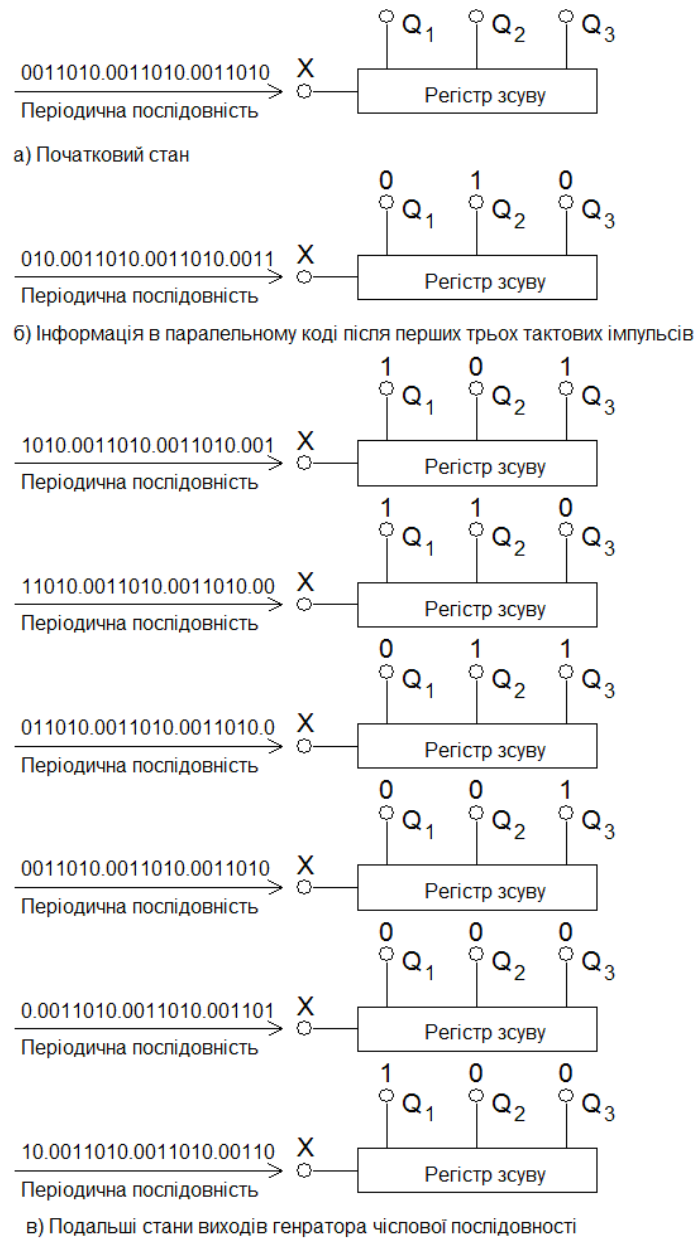 Q1 Q2 Q3
0011010.0011010.0011010 X
Регістр зсуву
Періодична послідовність
а) Початковий стан
0 1 0
Q1 Q2 Q3
010.0011010.0011010.0011 X
Регістр зсуву
Періодична послідовність
б) Інформація в паралельному коді після перших трьох тактових імпульсів
1 0 1
Q1 Q2 Q3
1010.0011010.0011010.001 X
Регістр зсуву
Періодична послідовність
1 1 0
Q1 Q2 Q3
11010.0011010.0011010.00 X
Регістр зсуву
Періодична послідовність
0 1 1
Q1 Q2 Q3
011010.0011010.0011010.0 X
Регістр зсуву
Періодична послідовність
0 0 1
Q1 Q2 Q3
0011010.0011010.0011010 X
Регістр зсуву
Періодична послідовність
0 0 0
Q1 Q2 Q3
0.0011010.0011010.001101 X
Регістр зсуву
Періодична послідовність
1 0 0
Q1 Q2 Q3
10.0011010.0011010.00110 X
Регістр зсуву
Періодична послідовність
в) Подальші стани виходів генратора чіслової послідовності